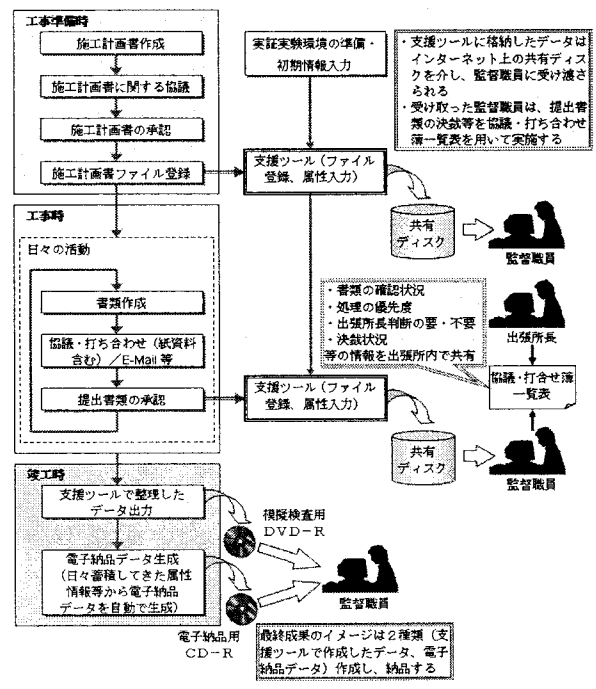 工事準備時
施工計画書作成
施工計画書に関する協議
施工計画書の承認
施工計画書ファイル登録
実証実験環境の準備・
初期情報入力
支援ツール（ファイル
登録、属性入力）
・支援ツールに格納したデータは
インターネット上の共有ディス
クを介し、監督職員に受け渡さ
られる
・受け取った監督職員は、提出書
類の決裁等を協議・打ち合わせ
簿一覧表を用いて実施する
共有
ディスク
監督職員
工事時
日々の活動
書類作成
協議・打ち合わせ（紙資料
含む）／E-Mail 等
提出書類の承認
・書類の確認状況
・処理の優先度
・出張所長判断の要・不要
・決裁状況
等の情報を出張所内で共有
出張所長
協議・打合せ簿
一覧表
支援ツール（ファイル
登録、属性入力）
共有
ディスク
監督職員
竣工時
支援ツールで整理した
データ出力
模擬検査用
DVD－R
電子納品データ生成
（日々蓄積してきた属性
情報等から電子納品
データを自動で生成）
監督職員
電子納品用
CD－R
最終成果のイメージは２種類（支
援ツールで作成したデータ、電子
納品データ）作成し、納品する